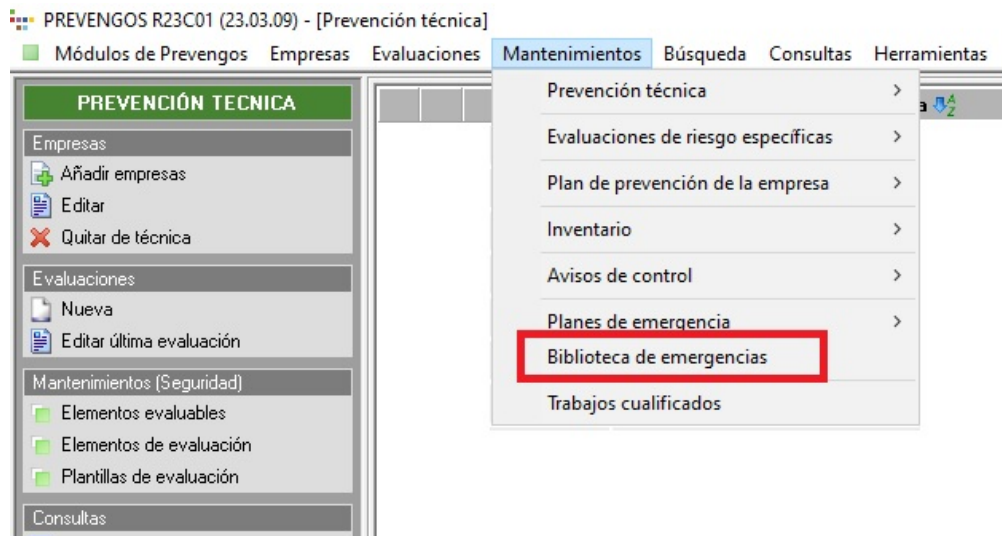 PREVENGOS R23C01 (23.03.09) - [Prevención técnica]
Módulos de Prevengos Empresas Evaluaciones Mantenimientos Búsqueda Consultas Herramientas
PREVENCIÓN TECNICA
Empresas
Añadir empresas
Editar
Quitar de técnica
Evaluaciones
Nueva
Editar última evaluación
Mantenimientos (Seguridad)
Elementos evaluables
Elementos de evaluación
Plantillas de evaluación
Consultas
Prevención técnica
Evaluaciones de riesgo específicas
Plan de prevención de la empresa
Inventario
Avisos de control
Planes de emergencia
Biblioteca de emergencias
Trabajos cualificados